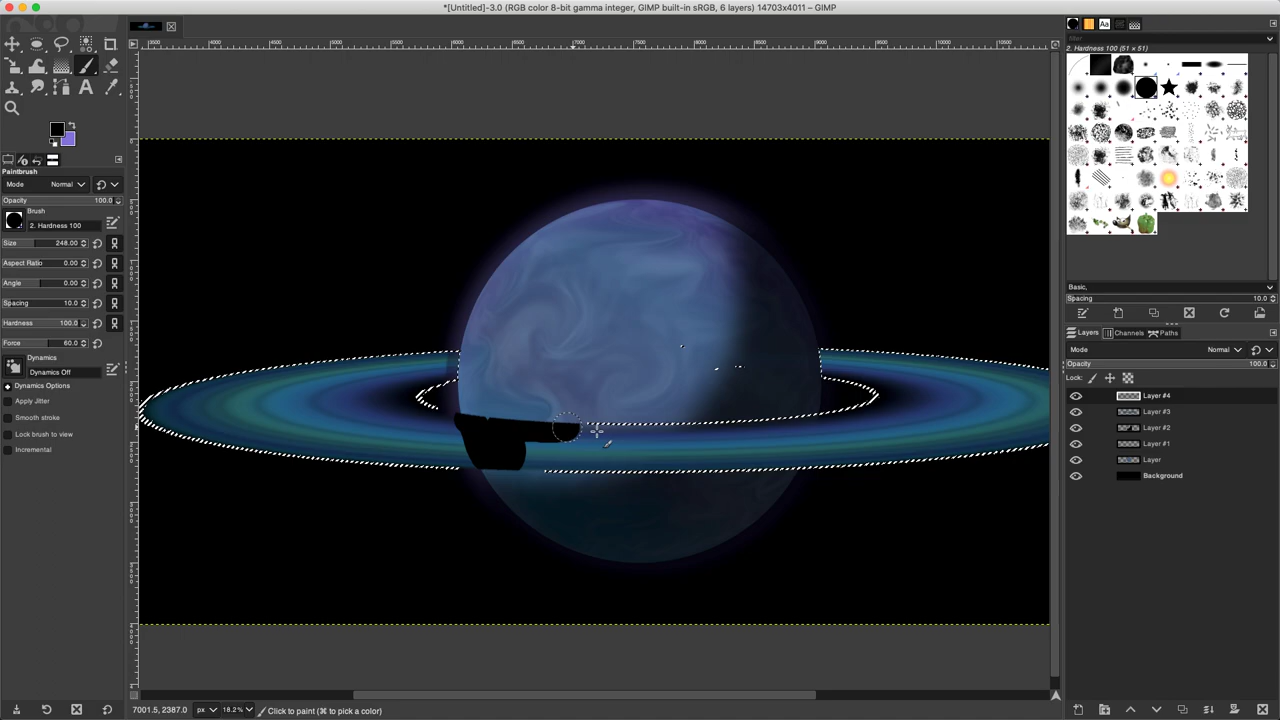 *[Untitled]-3.0 (RGB color 8-bit gamma integer, GIMP built-in sRGB, 6 layers) 14703x4011 – GIMP
Paintbrush
Mode Normal
Opacity 100.0
Brush
2. Hardness 100
Size 248.00
Aspect Ratio 0.00
Angle 0.00
Spacing 10.0
Hardness 100.0
Force 60.0
Dynamics
Dynamics Off
Dynamics Options
Apply Jitter
Smooth stroke
Lock brush to view
Incremental
7001.5, 2387.0 px 18.2% Click to paint (⌘ to pick a color)
Aa
filter
2. Hardness 100 (51 × 51)
Basic,
Spacing 10.0
Layers Channels Paths
Mode Normal
Opacity 100.0
Lock:
Layer #4
Layer #3
Layer #2
Layer #1
Layer
Background